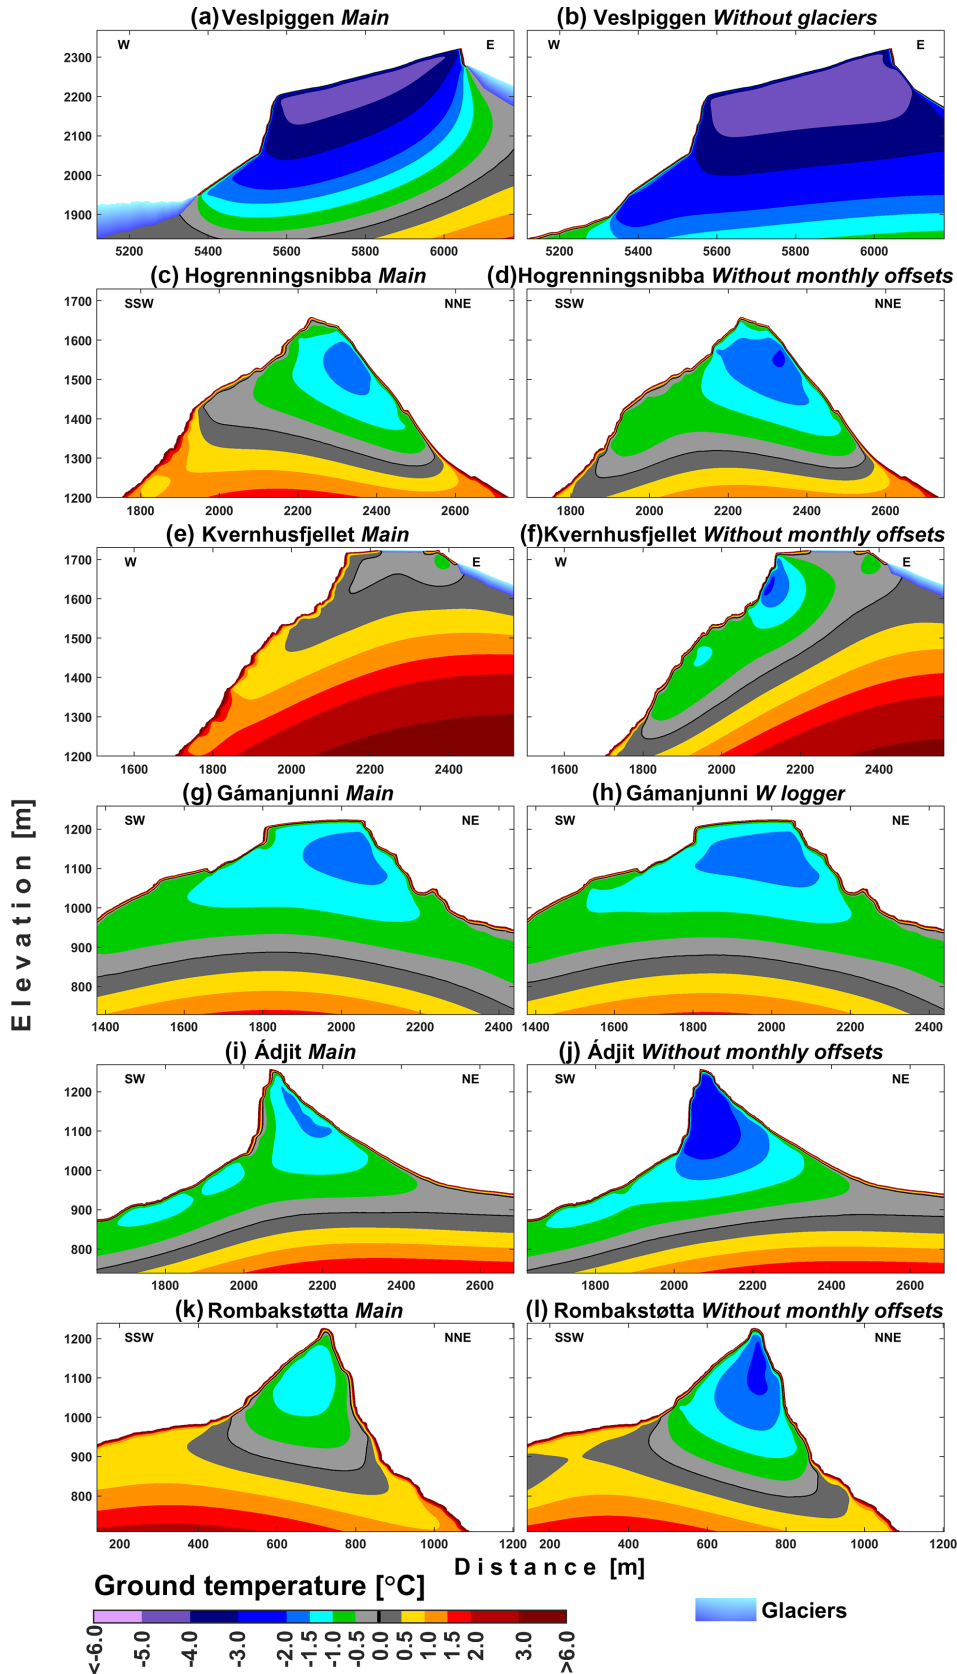 (a) Veslpiggen Main
(b) Veslpiggen Without glaciers
W E
W E
2300
2200
2100
2000
1900
5200 5400 5600 5800 6000
5200 5400 5600 5800 6000
(c) Hogrenningsnibba Main
(d) Hogrenningsnibba Without monthly offsets
SSW NNE
SSW NNE
1700
1600
1500
1400
1300
1200
1800 2000 2200 2400 2600
1800 2000 2200 2400 2600
(e) Kvernhusfjellet Main
(f) Kvernhusfjellet Without monthly offsets
W E
W E
1700
1600
1500
1400
1300
1200
1600 1800 2000 2200 2400
1600 1800 2000 2200 2400
(g) Gámanjunni Main
(h) Gámanjunni W logger
SW NE
SW NE
1200
1100
1000
900
800
1400 1600 1800 2000 2200 2400
1400 1600 1800 2000 2200 2400
(i) Ádjit Main
(j) Ádjit Without monthly offsets
SW NE
SW NE
1200
1100
1000
900
800
1800 2000 2200 2400 2600
1800 2000 2200 2400 2600
(k) Rombakstøtta Main
(l) Rombakstøtta Without monthly offsets
SSW NNE
SSW NNE
1200
1100
1000
900
800
200 400 600 800 1000 1200
200 400 600 800 1000 1200
Elevation [m]
Distance [m]
Ground temperature [°C]
<-6.0 -5.0 -4.0 -3.0 -2.0 -1.5 -1.0 -0.5 0.0 0.5 1.0 1.5 2.0 3.0 >6.0
Glaciers